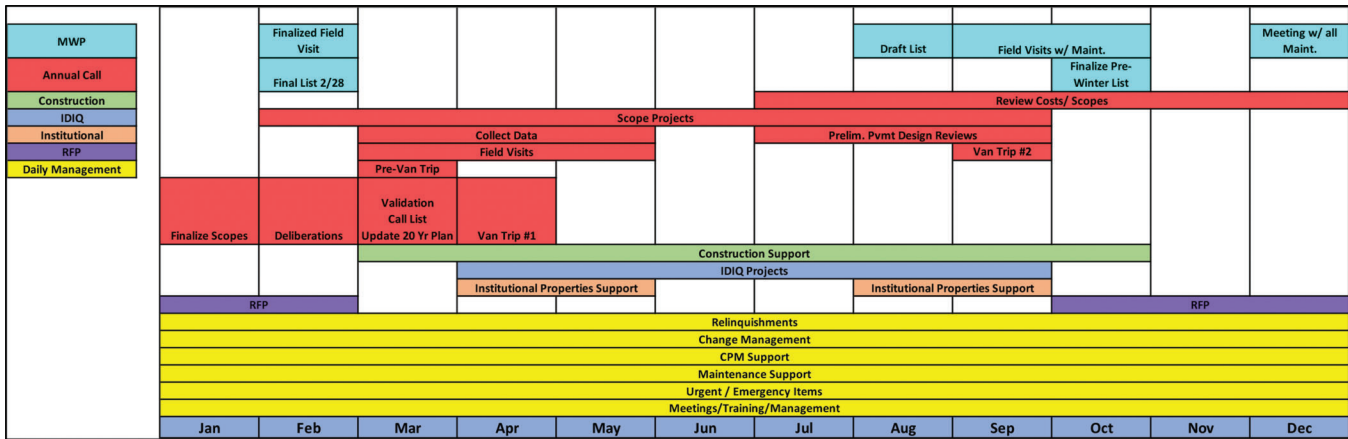 MWP
Finalized Field
Visit
Draft List
Field Visits w/ Maint.
Meeting w/ all
Maint.
Annual Call
Final List 2/28
Finalize Pre-
Winter List
Construction
Review Costs/ Scopes
IDIQ
Scope Projects
Institutional
Collect Data
Prelim. Pvmt Design Reviews
RFP
Field Visits
Van Trip #2
Daily Management
Pre-Van Trip
Finalize Scopes
Deliberations
Validation
Call List
Update 20 Yr Plan
Van Trip #1
Construction Support
IDIQ Projects
Institutional Properties Support
Institutional Properties Support
RFP
RFP
Relinquishments
Change Management
CPM Support
Maintenance Support
Urgent / Emergency Items
Meetings/Training/Management
Jan Feb Mar Apr May Jun Jul Aug Sep Oct Nov Dec